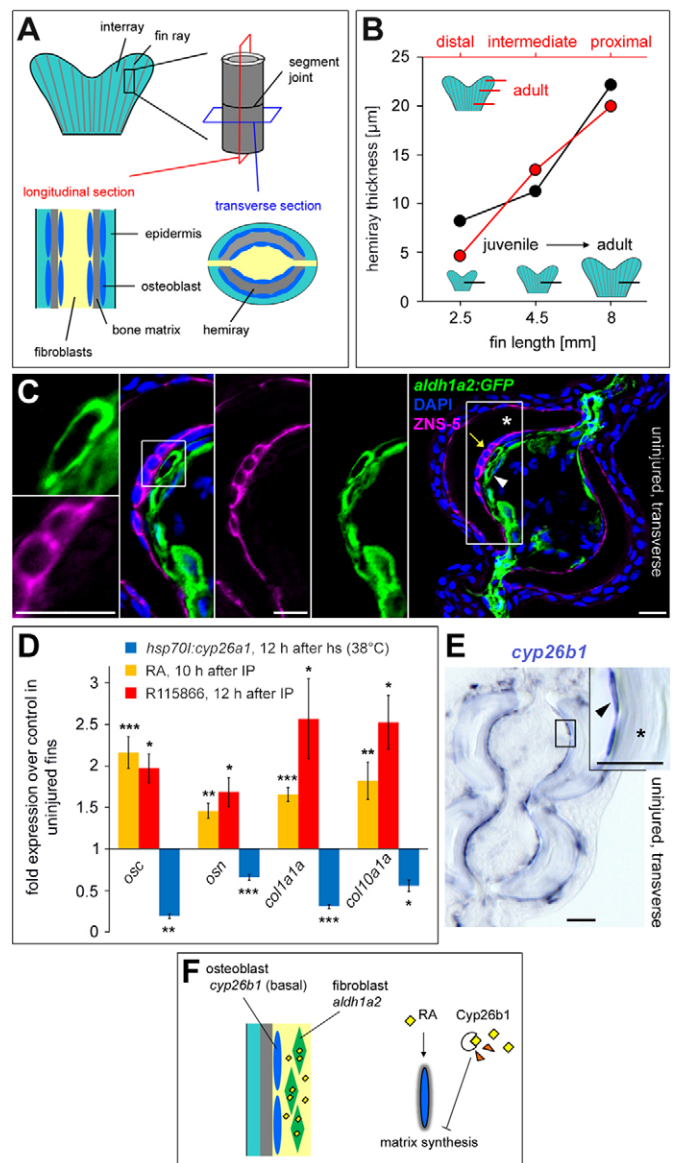 A
interray
fin ray
segment
joint
longitudinal section
transverse section
epidermis
osteoblast
bone matrix
hemiray
fibroblasts
B
distal intermediate proximal
25
20
15
10
5
0
adult
juvenile adult
hemiray thickness [µm]
2.5 4.5 8
fin length [mm]
C
aldh1a2:GFP
DAPI
ZNS-5
*
uninjured, transverse
D
hsp70l:cyp26a1, 12 h after hs (38°C)
RA, 10 h after IP
R115866, 12 h after IP
fold expression over control in
uninjured fins
3
2.5
2
1.5
1
0.5
0
*** * ** * *** * ** *
osc osn col1a1a col10a1a
** *** *** *
E
cyp26b1
*
uninjured, transverse
F
osteoblast
cyp26b1 (basal)
fibroblast
aldh1a2
RA
Cyp26b1
matrix synthesis